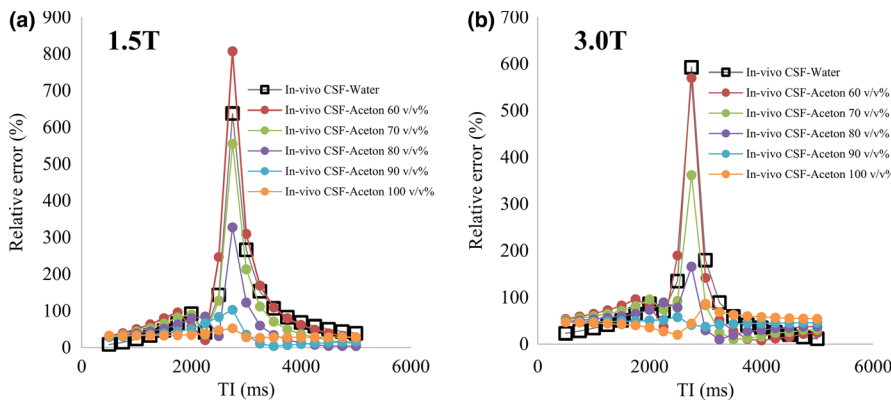 (a)
1.5T
900
800
700
600
500
400
300
200
100
0
0
2000
4000
6000
Relative error (%)
TI (ms)
In-vivo CSF-Water
In-vivo CSF-Aceton 60 v/v%
In-vivo CSF-Aceton 70 v/v%
In-vivo CSF-Aceton 80 v/v%
In-vivo CSF-Aceton 90 v/v%
In-vivo CSF-Aceton 100 v/v%
(b)
3.0T
700
600
500
400
300
200
100
0
0
2000
4000
6000
Relative error (%)
TI (ms)
In-vivo CSF-Water
In-vivo CSF-Aceton 60 v/v%
In-vivo CSF-Aceton 70 v/v%
In-vivo CSF-Aceton 80 v/v%
In-vivo CSF-Aceton 90 v/v%
In-vivo CSF-Aceton 100 v/v%